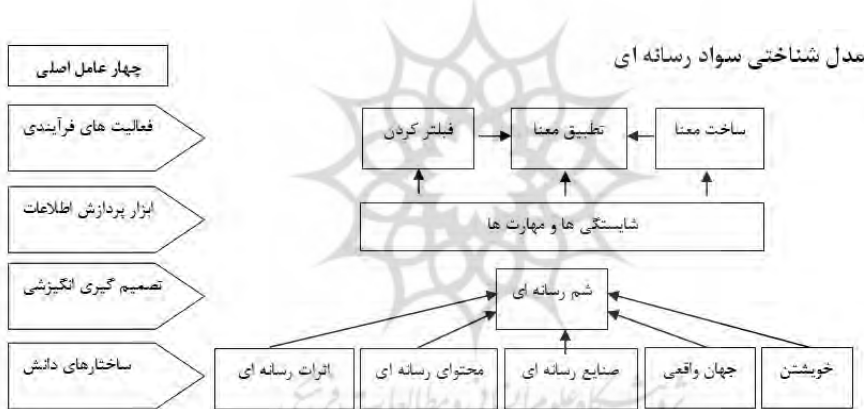 مدل شناختی سواد رسانه ای
چهار عامل اصلی
ساخت معنا
تطبیق معنا
فیلتر کردن
فعالیت های فرآیندی
شایستگی ها و مهارت ها
ابزار پردازش اطلاعات
شم رسانه ای
تصمیم گیری انگیزشی
خویشتن
جهان واقعی
صنایع رسانه ای
محتوای رسانه ای
اثرات رسانه ای
ساختارهای دانش